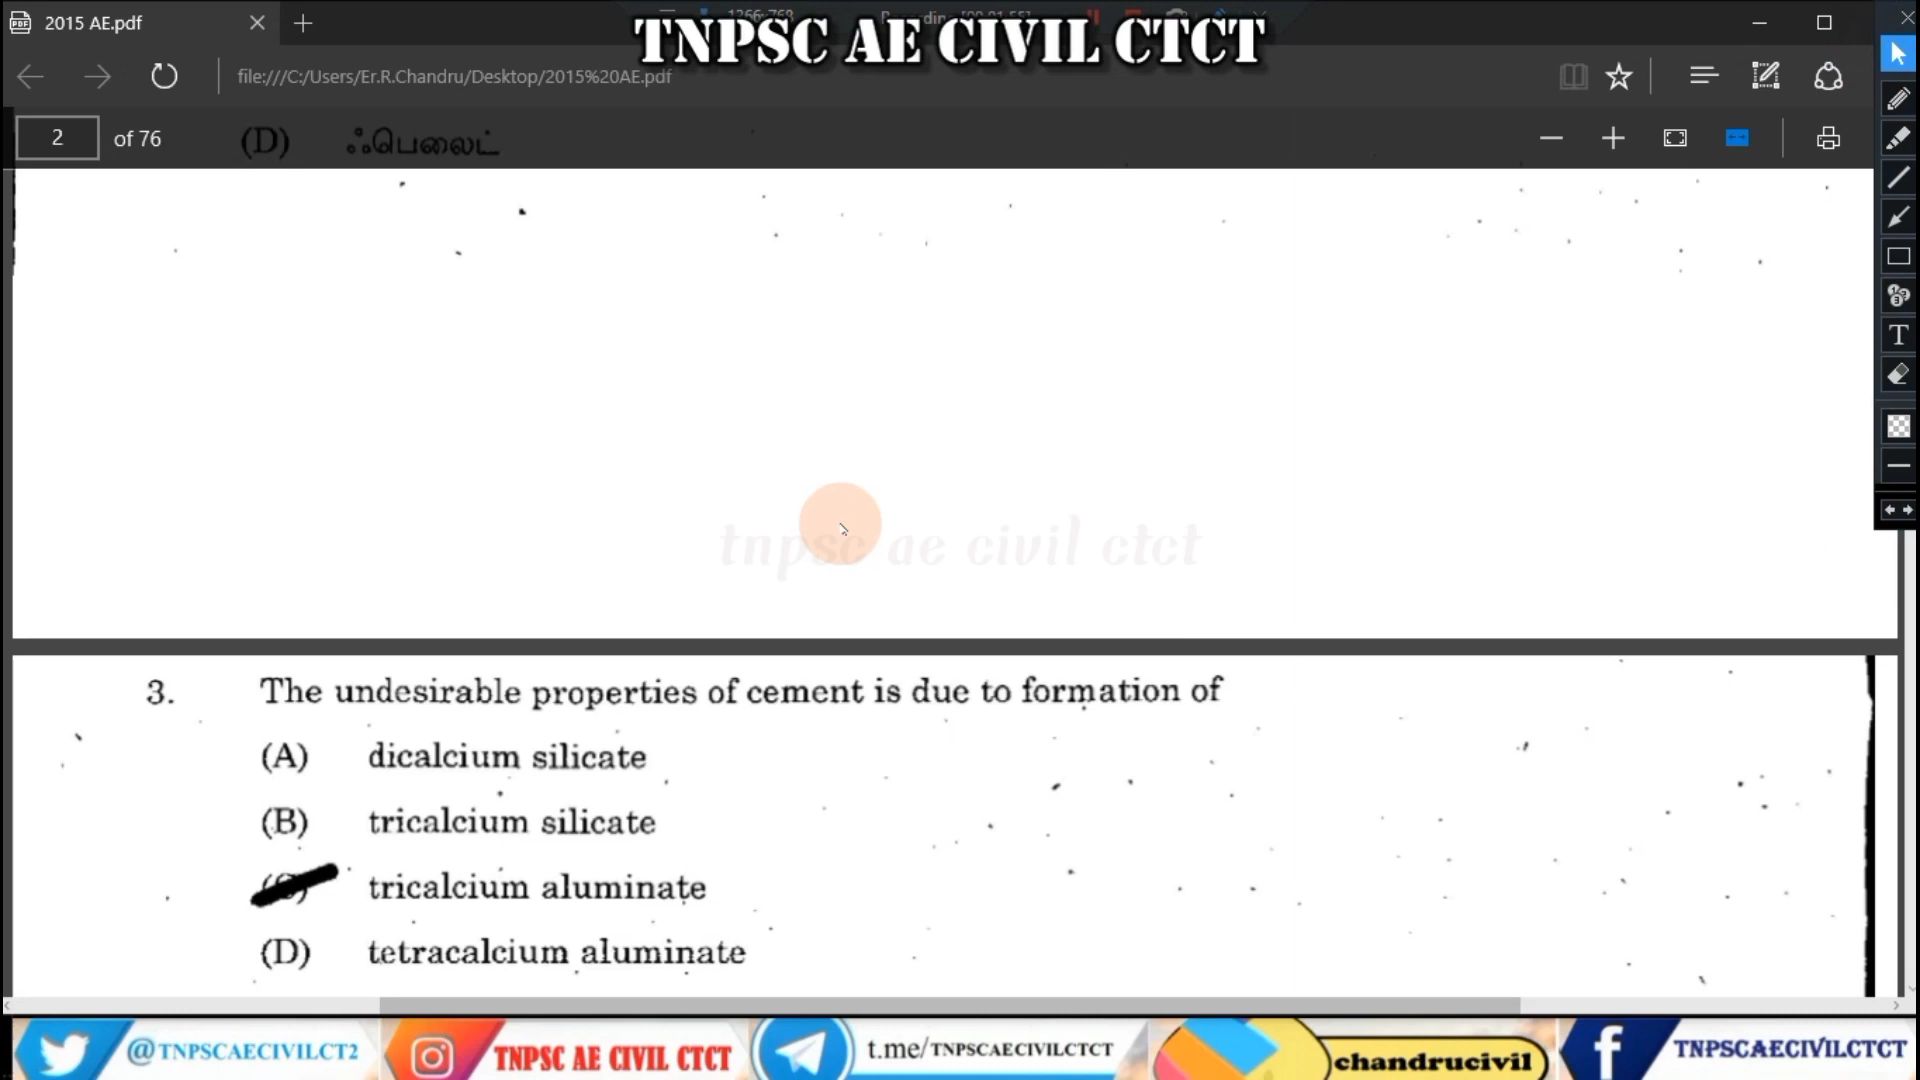 2015 AE.pdf
TNPSC AE CIVIL CTCT
file:///C:/Users/Er.R.Chandru/Desktop/2015%20AE.pdf
2 of 76
(D) ஃபெலைட்
T
tnpsc ae civil ctct
3. The undesirable properties of cement is due to formation of
(A) dicalcium silicate
(B) tricalcium silicate
(C) tricalcium aluminate
(D) tetracalcium aluminate
@TNPSCAECIVILCT2
TNPSC AE CIVIL CTCT
t.me/TNPSCAECIVILCTCT
chandrucivil
TNPSCAECIVILCTCT